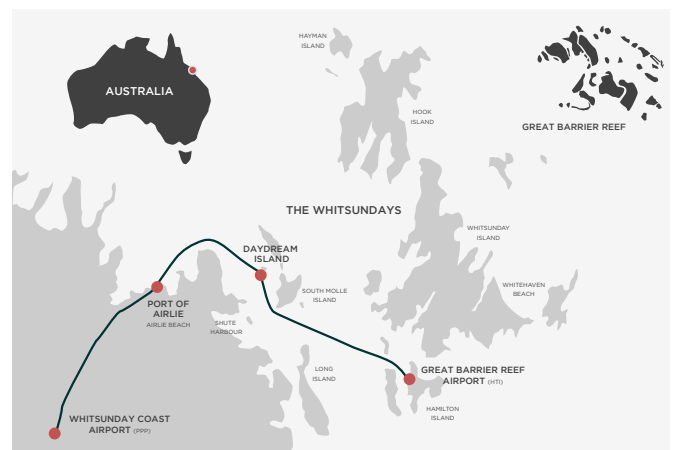 HAYMAN
ISLAND
AUSTRALIA
HOOK
ISLAND
GREAT BARRIER REEF
THE WHITSUNDAYS
WHITSUNDAY
ISLAND
DAYDREAM
ISLAND
WHITEHAVEN
BEACH
SOUTH MOLLE
ISLAND
PORT OF
AIRLIE
AIRLIE BEACH
SHUTE
HARBOUR
LONG
ISLAND
GREAT BARRIER REEF
AIRPORT (HTI)
HAMILTON
ISLAND
WHITSUNDAY COAST
AIRPORT (PPP)